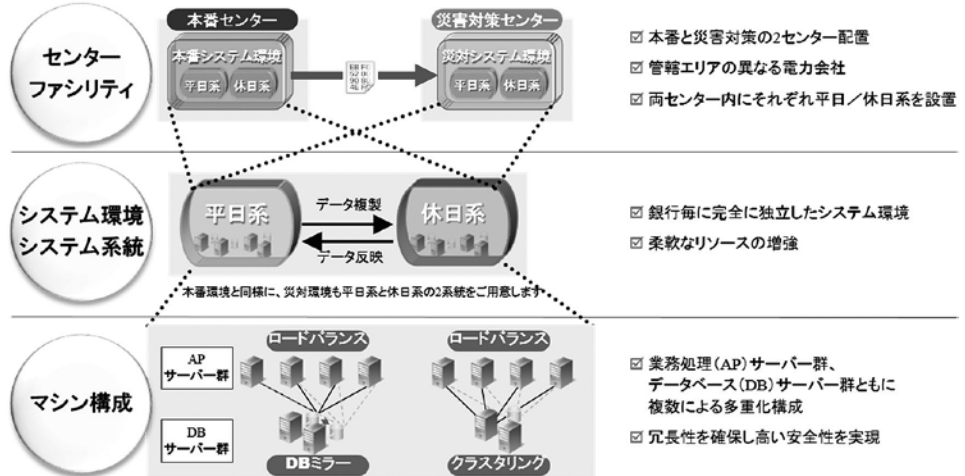 センター
ファシリティ
本番センター
本番システム環境
平日系
休日系
災害対策センター
災対システム環境
平日系
休日系
☑ 本番と災害対策の2センター配置
☑ 管轄エリアの異なる電力会社
☑ 両センター内にそれぞれ平日／休日系を設置
システム環境
システム系統
平日系
データ複製
データ反映
休日系
本番環境と同様に、災対環境も平日系と休日系の2系統をご用意します
☑ 銀行毎に完全に独立したシステム環境
☑ 柔軟なリソースの増強
マシン構成
AP
サーバー群
DB
サーバー群
ロードバランス
DBミラー
ロードバランス
クラスタリング
☑ 業務処理(AP)サーバー群、
データベース(DB)サーバー群ともに
複数による多重化構成
☑ 冗長性を確保し高い安全性を実現